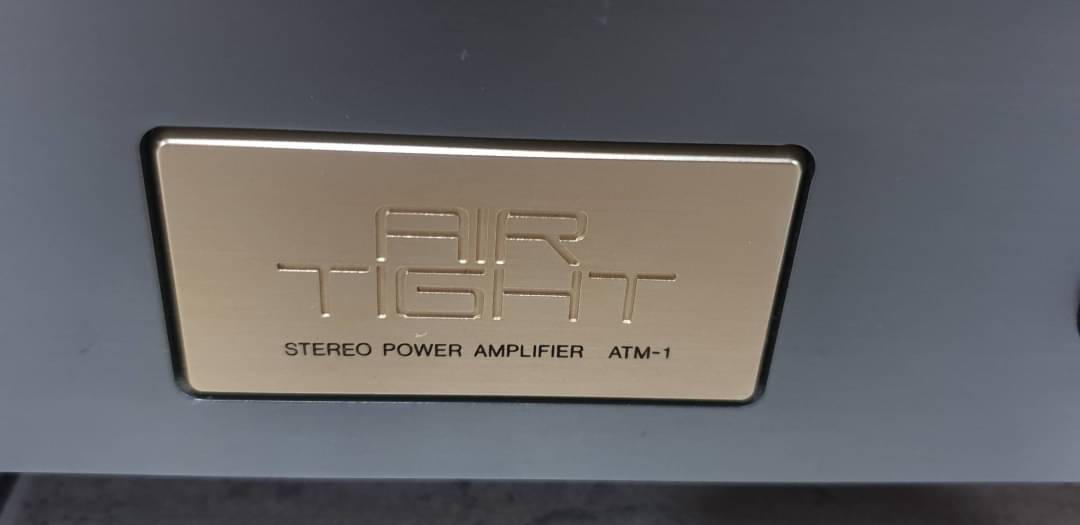 AIR
TIGHT
STEREO POWER AMPLIFIER ATM-1